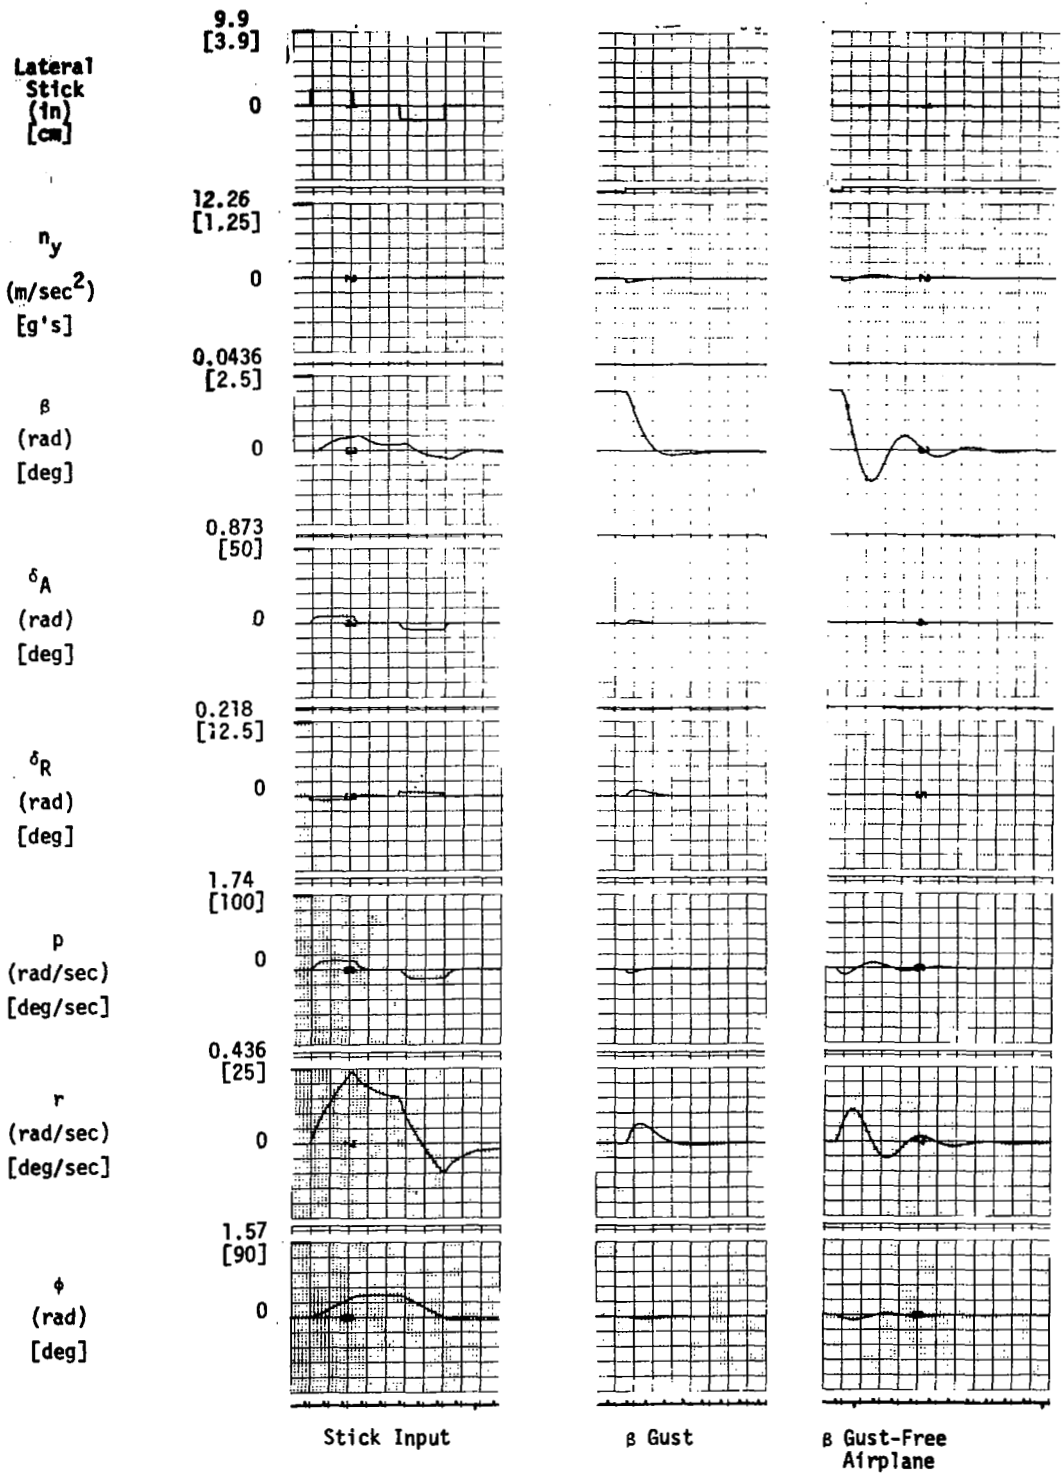 9.9
[3.9]
Lateral
Stick
(in)
[cm]
0
12.26
[1.25]
ny
(m/sec2)
[g's]
0
0.0436
[2.5]
β
(rad)
[deg]
0
0.873
[50]
δA
(rad)
[deg]
0
0.218
[12.5]
δR
(rad)
[deg]
0
1.74
[100]
p
(rad/sec)
[deg/sec]
0
0.436
[25]
r
(rad/sec)
[deg/sec]
0
1.57
[90]
φ
(rad)
[deg]
0
Stick Input
β Gust
β Gust-Free
Airplane